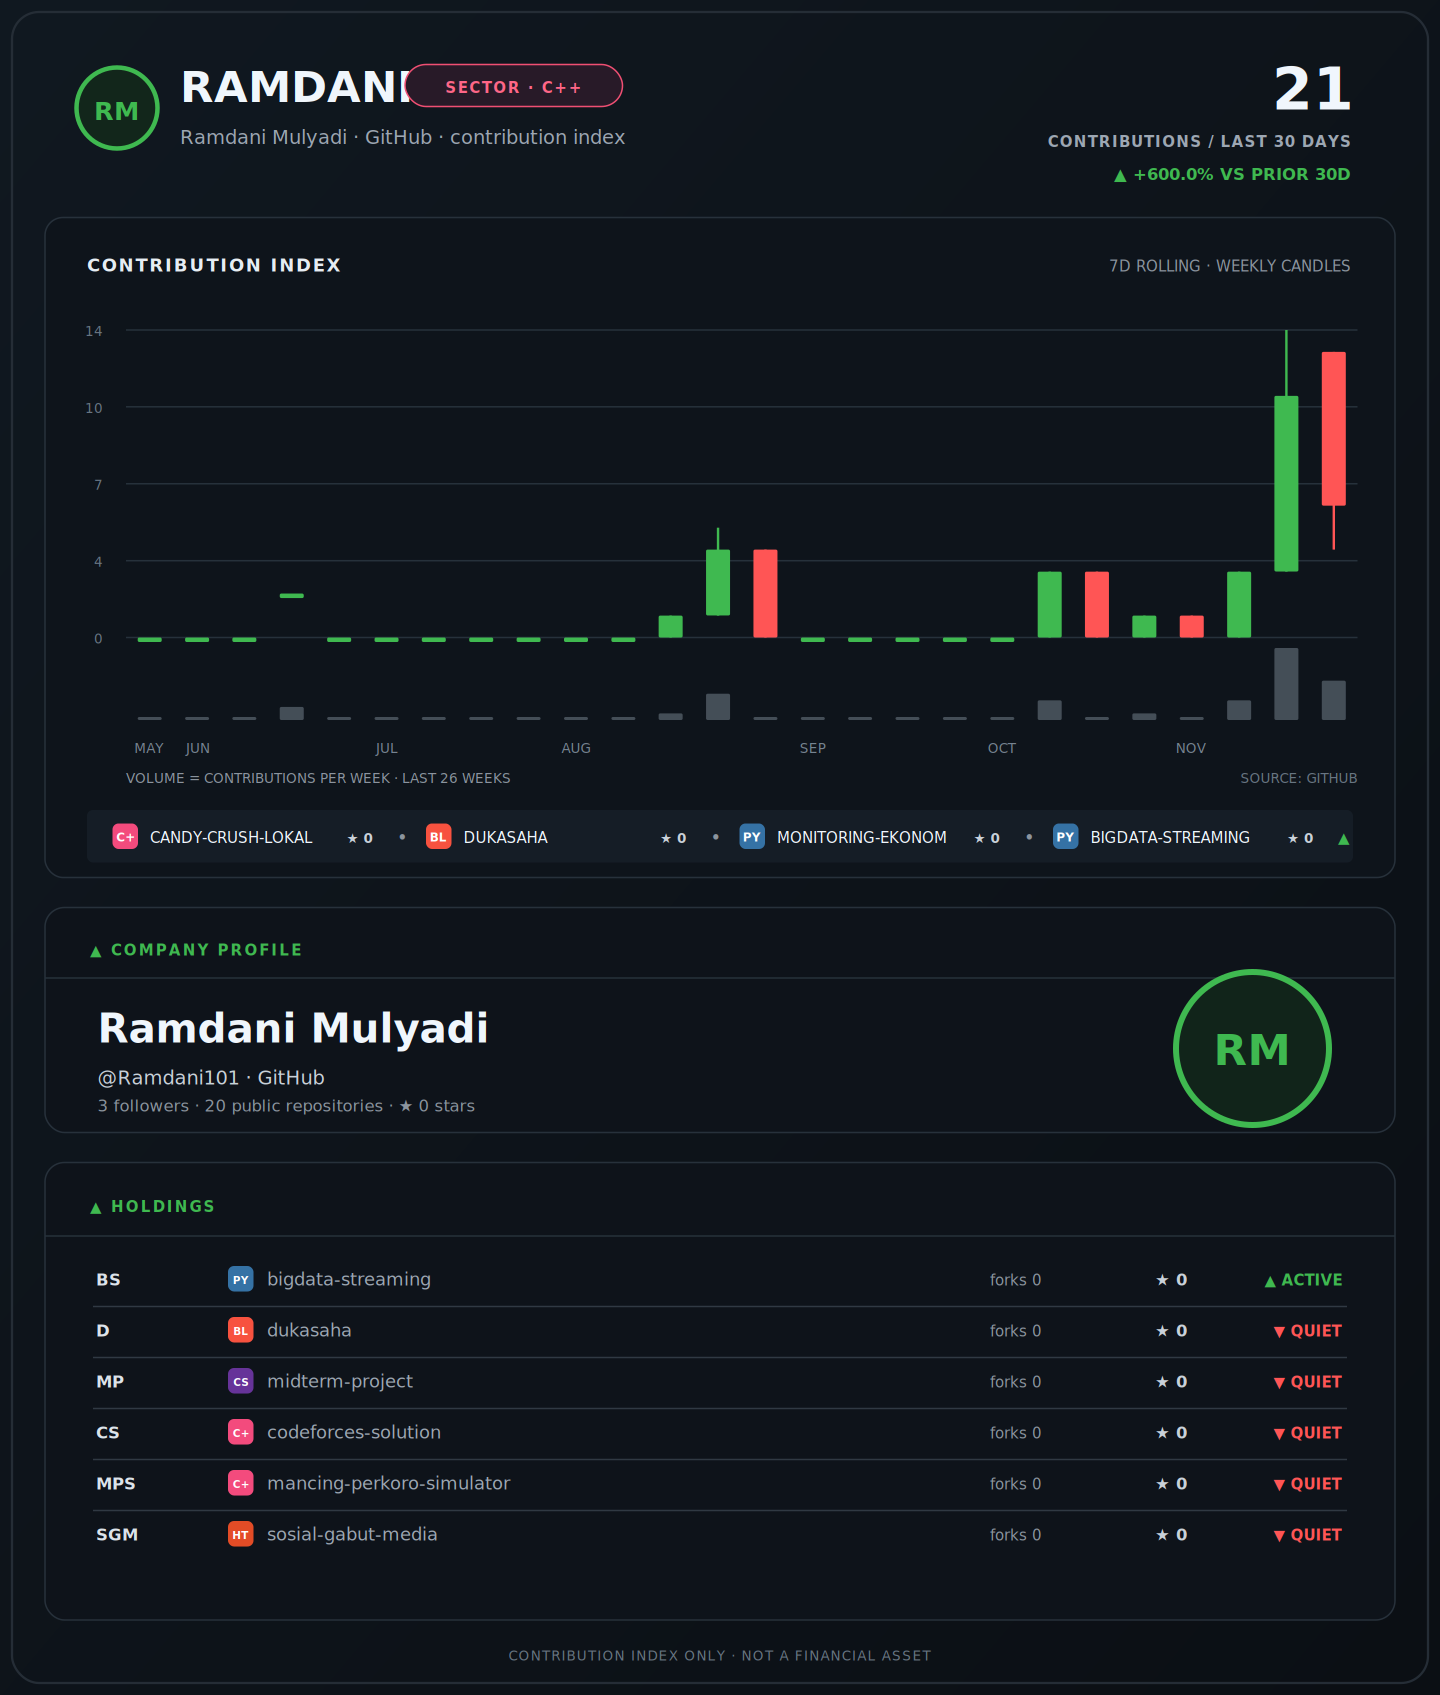 RM
RAMDANI
SECTOR · C++
Ramdani Mulyadi · GitHub · contribution index
21
CONTRIBUTIONS / LAST 30 DAYS
▲ +600.0% VS PRIOR 30D
CONTRIBUTION INDEX
7D ROLLING · WEEKLY CANDLES
14
10
7
4
0
MAY JUN JUL AUG SEP OCT NOV
VOLUME = CONTRIBUTIONS PER WEEK · LAST 26 WEEKS
SOURCE: GITHUB
C+ CANDY-CRUSH-LOKAL ★ 0 • BL DUKASAHA ★ 0 • PY MONITORING-EKONOM ★ 0 • PY BIGDATA-STREAMING ★ 0 ▲
▲ COMPANY PROFILE
Ramdani Mulyadi
@Ramdani101 · GitHub
3 followers · 20 public repositories · ★ 0 stars
RM
▲ HOLDINGS
BS PY bigdata-streaming forks 0 ★ 0 ▲ ACTIVE
D BL dukasaha forks 0 ★ 0 ▼ QUIET
MP CS midterm-project forks 0 ★ 0 ▼ QUIET
CS C+ codeforces-solution forks 0 ★ 0 ▼ QUIET
MPS C+ mancing-perkoro-simulator forks 0 ★ 0 ▼ QUIET
SGM HT sosial-gabut-media forks 0 ★ 0 ▼ QUIET
CONTRIBUTION INDEX ONLY · NOT A FINANCIAL ASSET